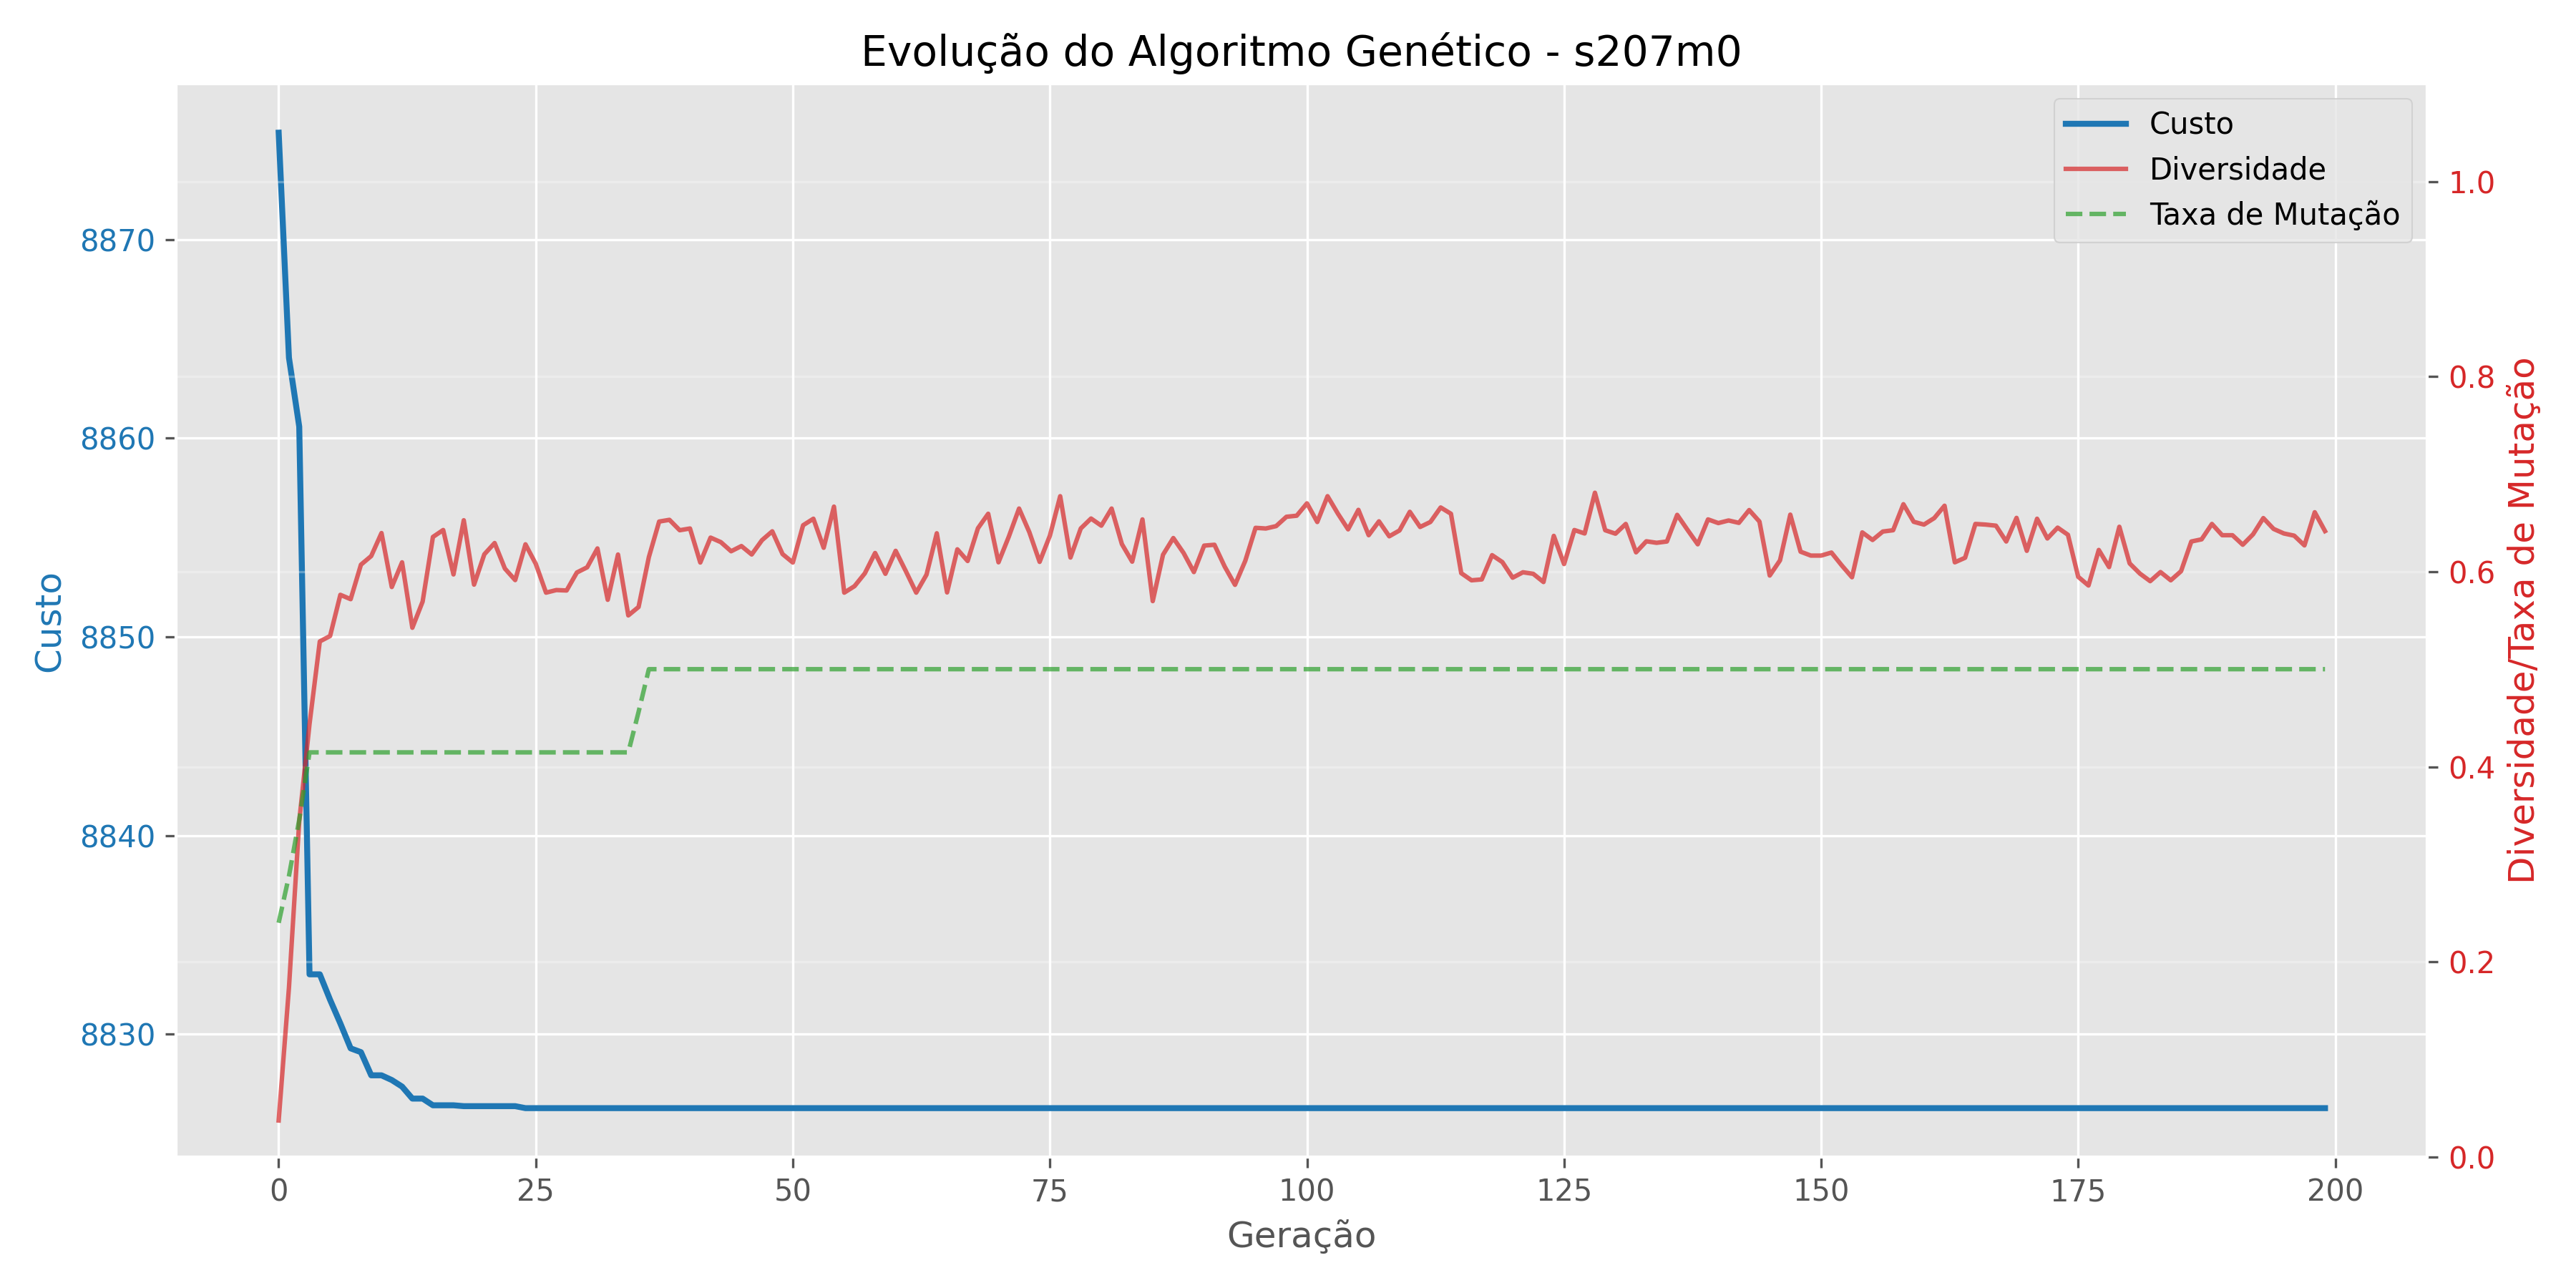 Evolução do Algoritmo Genético - s207m0
Custo
Diversidade
Taxa de Mutação
Custo
8870
8860
8850
8840
8830
1.0
0.8
0.6
0.4
0.2
0.0
Diversidade/Taxa de Mutação
0 25 50 75 100 125 150 175 200
Geração